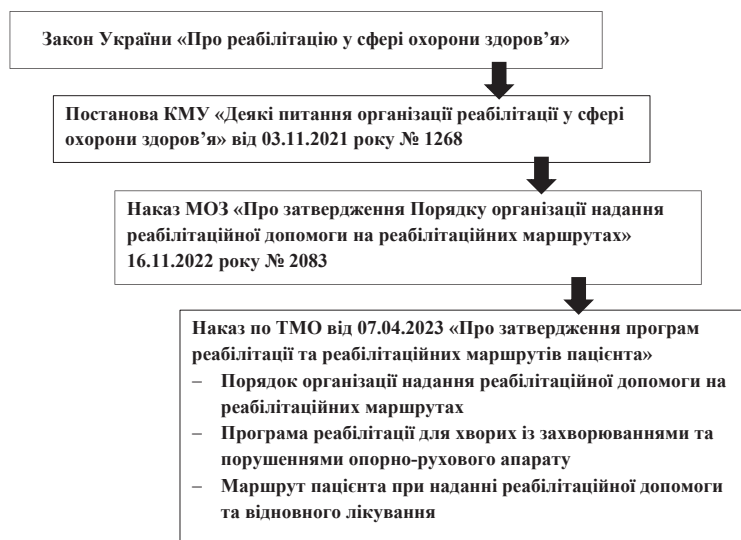 Закон України «Про реабілітацію у сфері охорони здоров’я»
Постанова КМУ «Деякі питання організації реабілітації у сфері
охорони здоров’я» від 03.11.2021 року № 1268
Наказ МОЗ «Про затвердження Порядку організації надання
реабілітаційної допомоги на реабілітаційних маршрутах»
16.11.2022 року № 2083
Наказ по ТМО від 07.04.2023 «Про затвердження програм
реабілітації та реабілітаційних маршрутів пацієнта»
– Порядок організації надання реабілітаційної допомоги на
реабілітаційних маршрутах
– Програма реабілітації для хворих із захворюваннями та
порушеннями опорно-рухового апарату
– Маршрут пацієнта при наданні реабілітаційної допомоги
та відновного лікування